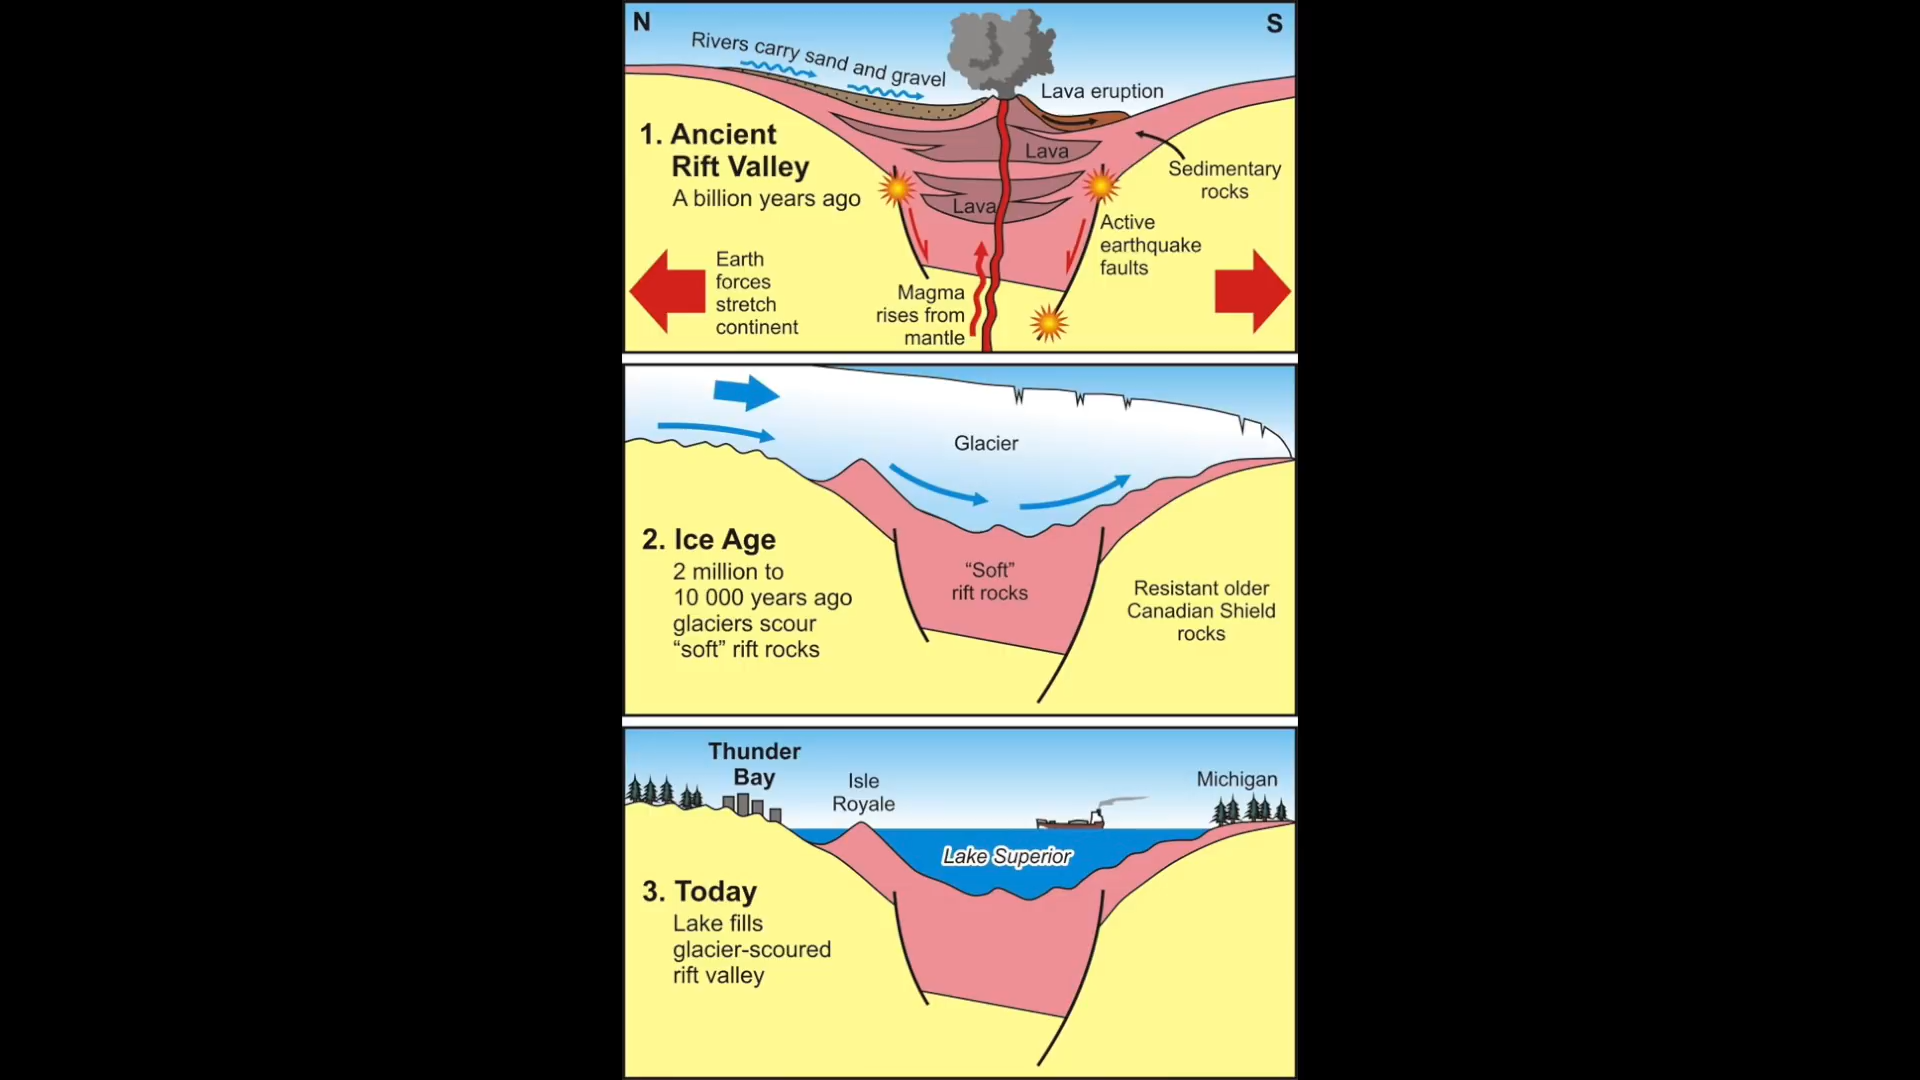 N
S
Rivers carry sand and gravel
Lava eruption
1. Ancient
Rift Valley
A billion years ago
Lava
Sedimentary
rocks
Lava
Active
earthquake
faults
Earth
forces
stretch
continent
Magma
rises from
mantle
Glacier
2. Ice Age
2 million to
10 000 years ago
glaciers scour
“soft” rift rocks
“Soft”
rift rocks
Resistant older
Canadian Shield
rocks
Thunder
Bay
Isle
Royale
Michigan
Lake Superior
3. Today
Lake fills
glacier-scoured
rift valley